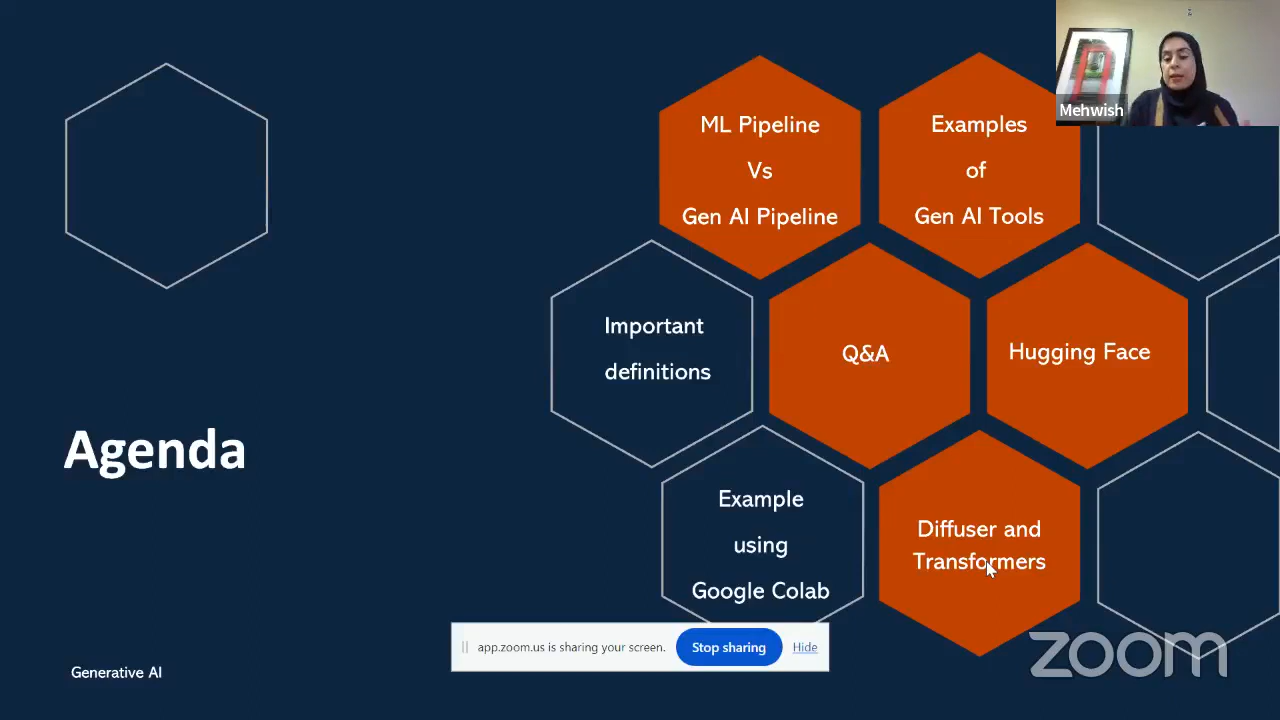 ML Pipeline
Vs
Gen AI Pipeline
Examples
of
Gen AI Tools
Mehwish
Important
definitions
Q&A
Hugging Face
Agenda
Example
using
Google Colab
Diffuser and
Transformers
app.zoom.us is sharing your screen.
Stop sharing
Hide
zoom
Generative AI